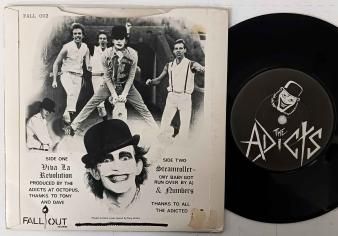 FALL 002
SIDE ONE
Viva La
Revolution
PRODUCED BY THE
ADICTS AT OCTOPUS,
THANKS TO TONY
AND DAVE
SIDE TWO
Steamroller-
(MY BABY GOT
RUN OVER BY A)
& Numbers
THANKS TO ALL
THE ADICTED
FALL OUT
THE
ADICTS